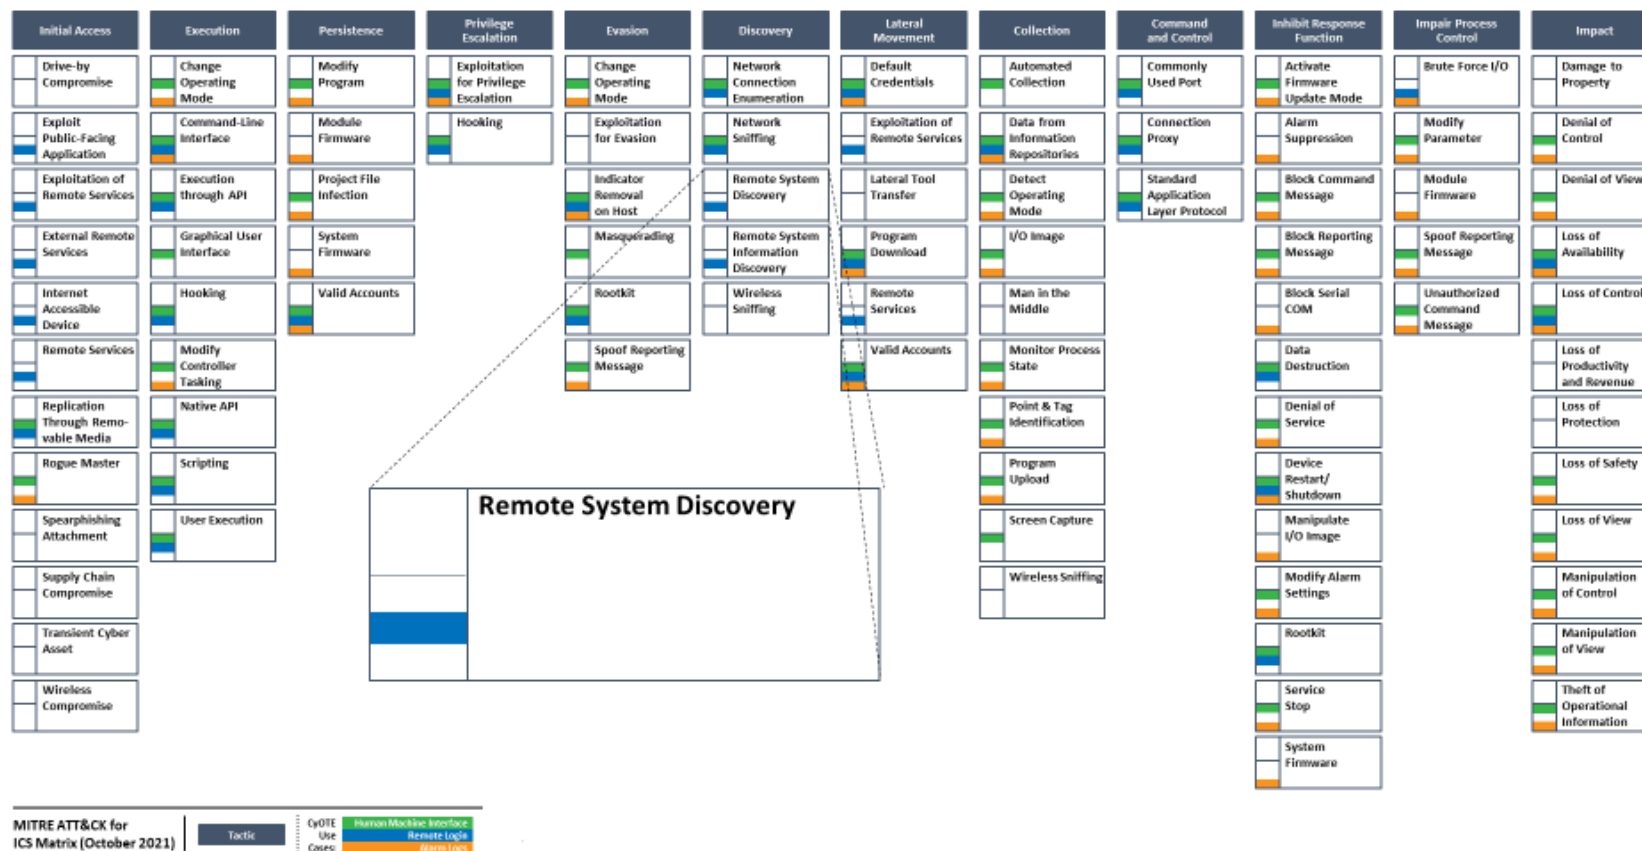 Initial Access
Drive-by
Compromise
Exploit
Public-Facing
Application
Exploitation of
Remote Services
External Remote
Services
Internet
Accessible
Device
Remote Services
Replication
Through Remo-
vable Media
Rogue Master
Spearphishing
Attachment
Supply Chain
Compromise
Transient Cyber
Asset
Wireless
Compromise
Execution
Change
Operating
Mode
Command-Line
Interface
Execution
through API
Graphical User
Interface
Hooking
Modify
Controller
Tasking
Native API
Scripting
User Execution
Persistence
Modify
Program
Module
Firmware
Project File
Infection
System
Firmware
Valid Accounts
Privilege
Escalation
Exploitation
for Privilege
Escalation
Hooking
Evasion
Change
Operating
Mode
Exploitation
for Evasion
Indicator
Removal
on Host
Masquerading
Rootkit
Spoof Reporting
Message
Discovery
Network
Connection
Enumeration
Network
Sniffing
Remote System
Discovery
Remote System
Information
Discovery
Wireless
Sniffing
Lateral
Movement
Default
Credentials
Exploitation of
Remote Services
Lateral Tool
Transfer
Program
Download
Remote
Services
Valid Accounts
Collection
Automated
Collection
Data from
Information
Repositories
Detect
Operating
Mode
I/O Image
Man in the
Middle
Monitor Process
State
Point & Tag
Identification
Program
Upload
Screen Capture
Wireless Sniffing
Command
and Control
Commonly
Used Port
Connection
Proxy
Standard
Application
Layer Protocol
Inhibit Response
Function
Activate
Firmware
Update Mode
Alarm
Suppression
Block Command
Message
Block Reporting
Message
Block Serial
COM
Data
Destruction
Denial of
Service
Device
Restart/
Shutdown
Manipulate
I/O Image
Modify Alarm
Settings
Rootkit
Service
Stop
System
Firmware
Impair Process
Control
Brute Force I/O
Modify
Parameter
Module
Firmware
Spoof Reporting
Message
Unauthorized
Command
Message
Impact
Damage to
Property
Denial of
Control
Denial of View
Loss of
Availability
Loss of Control
Loss of
Productivity
and Revenue
Loss of
Protection
Loss of Safety
Loss of View
Manipulation
of Control
Manipulation
of View
Theft of
Operational
Information
Remote System Discovery
MITRE ATT&CK for
ICS Matrix (October 2021)
Tactic
CyOTE
Use
Cases:
Human Machine Interface
Remote Login
Alarm Logs